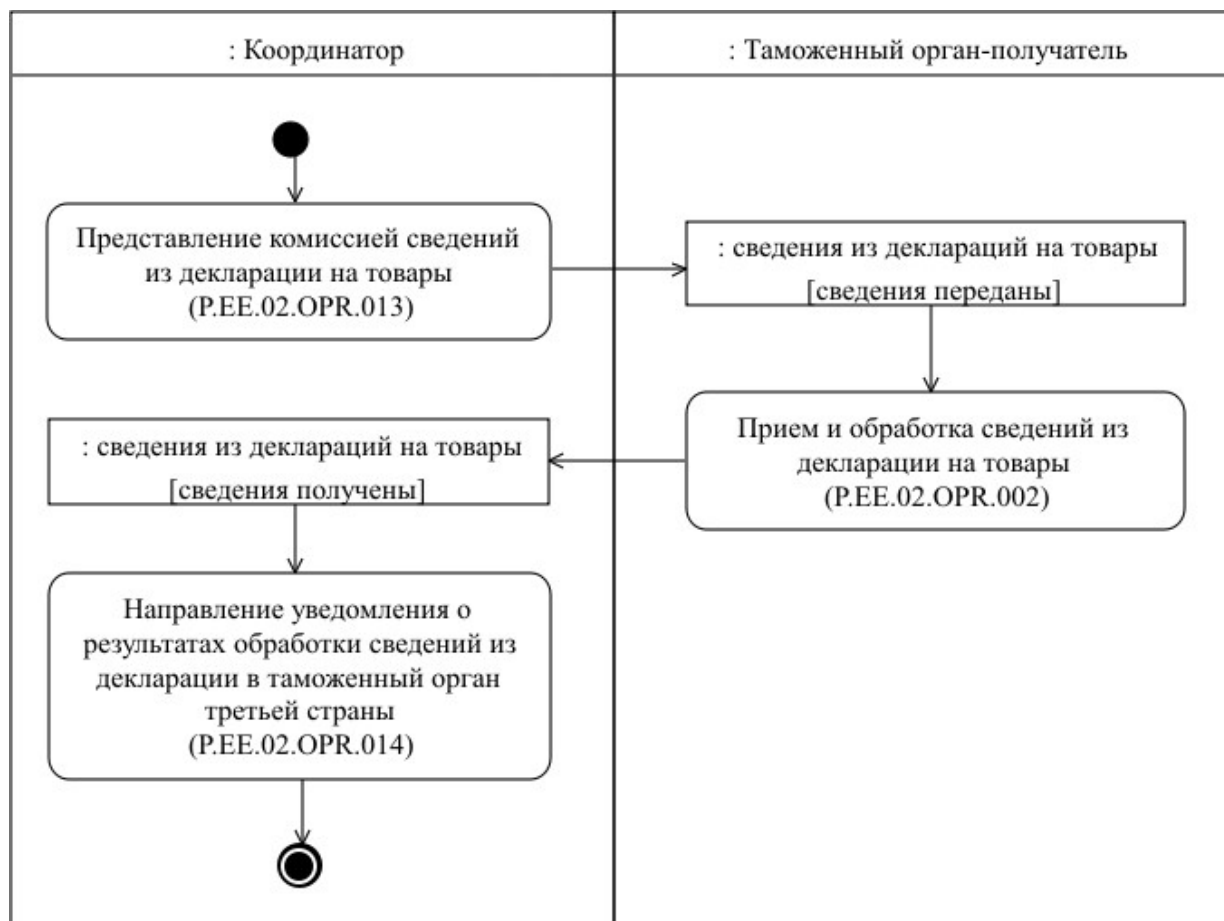 : Координатор
: Таможенный орган-получатель
Представление комиссией сведений
из декларации на товары
(P.EE.02.OPR.013)
: сведения из деклараций на товары
[сведения переданы]
Прием и обработка сведений из
декларации на товары
(P.EE.02.OPR.002)
: сведения из деклараций на товары
[сведения получены]
Направление уведомления о
результатах обработки сведений из
декларации в таможенный орган
третьей страны
(P.EE.02.OPR.014)